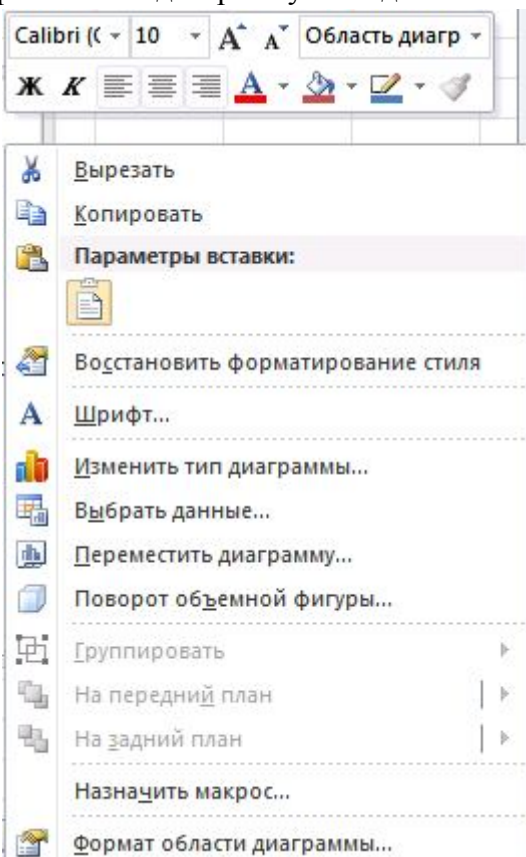 Calibri (С 10 А А Область диагр
Ж К А
Вырезать
Копировать
Параметры вставки:
Восстановить форматирование стиля
А Шрифт...
Изменить тип диаграммы...
Выбрать данные...
Переместить диаграмму...
Поворот объемной фигуры...
Группировать
На передний план
На задний план
Назначить макрос...
Формат области диаграммы...